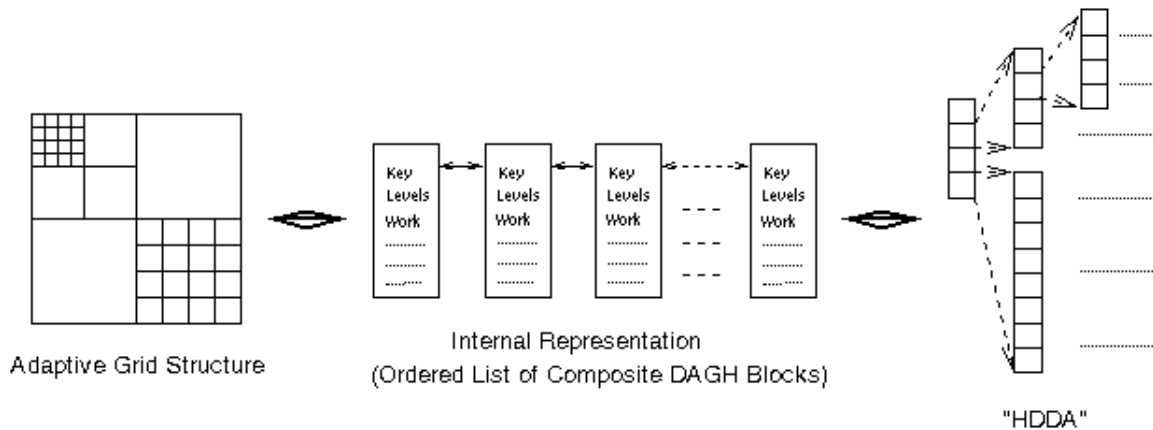 Key
Levels
Work
Key
Levels
Work
Key
Levels
Work
Key
Levels
Work
Adaptive Grid Structure
Internal Representation
(Ordered List of Composite DAGH Blocks)
"HDDA"